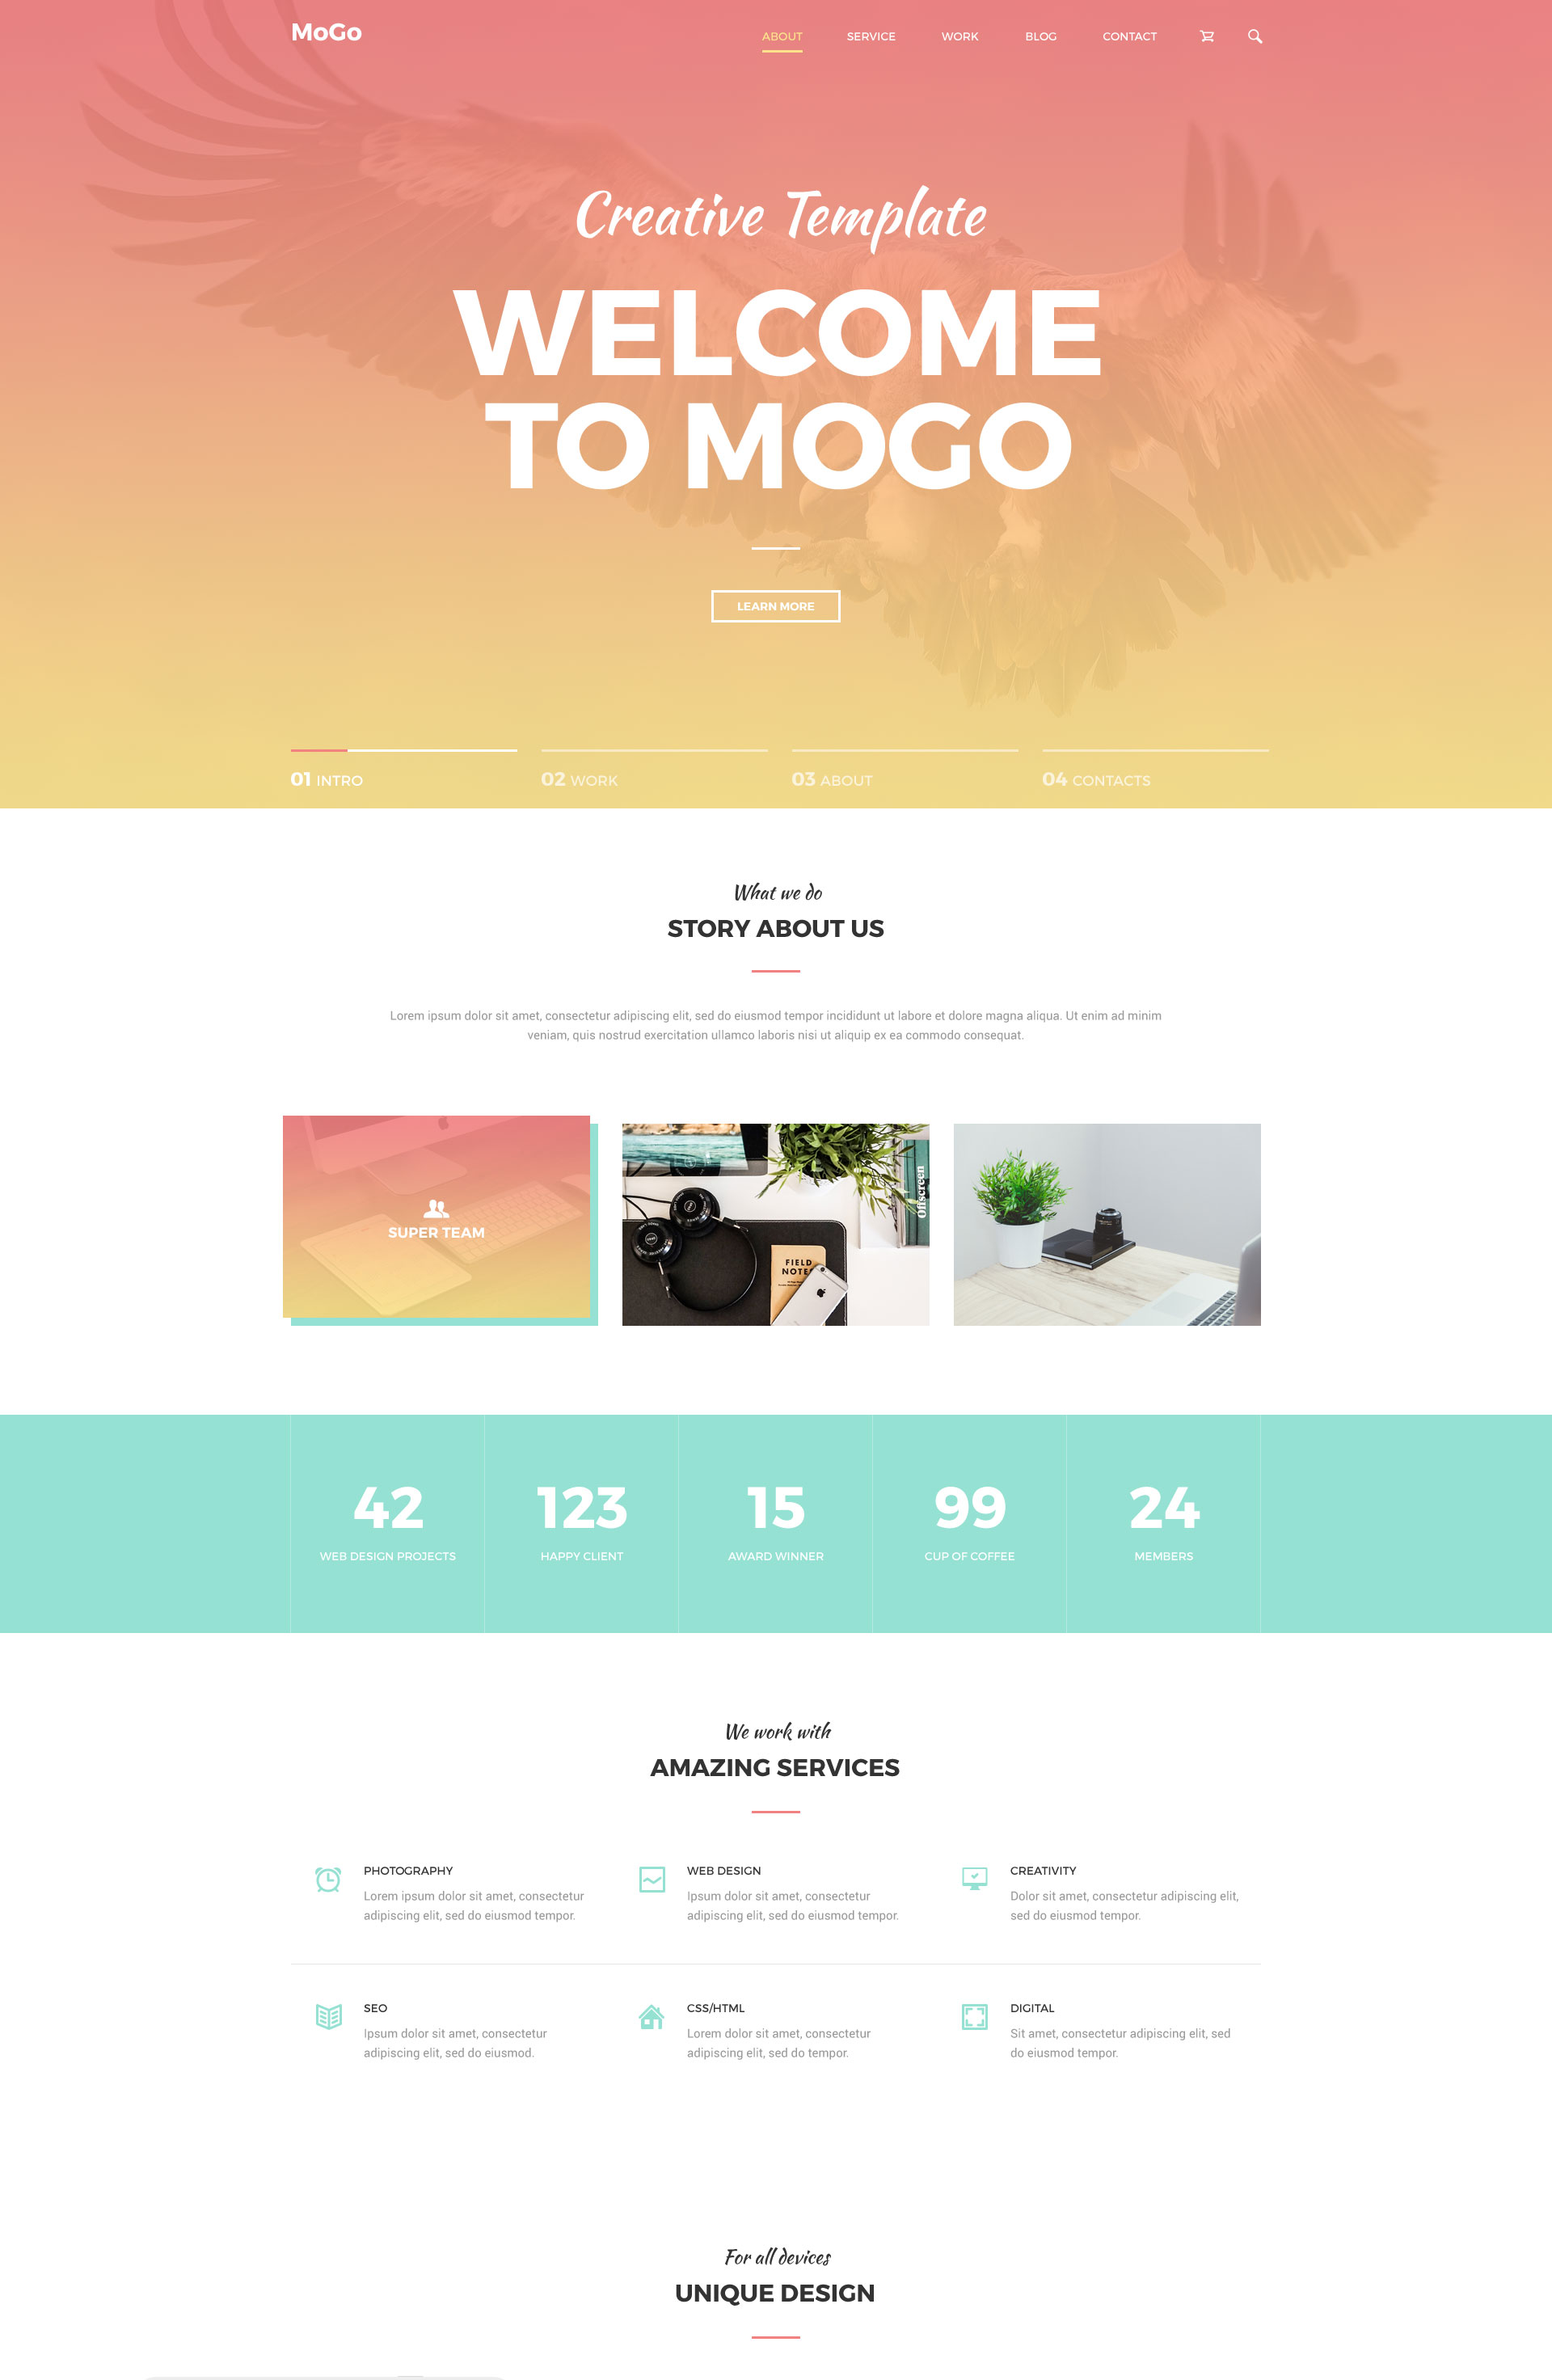 MoGo
ABOUT SERVICE WORK BLOG CONTACT
Creative Template
WELCOME
TO MOGO
LEARN MORE
01 INTRO
02 WORK
03 ABOUT
04 CONTACTS
What we do
STORY ABOUT US
Lorem ipsum dolor sit amet, consectetur adipiscing elit, sed do eiusmod tempor incididunt ut labore et dolore magna aliqua. Ut enim ad minim
veniam, quis nostrud exercitation ullamco laboris nisi ut aliquip ex ea commodo consequat.
SUPER TEAM
Offscreen
FIELD
NOTES
42
WEB DESIGN PROJECTS
123
HAPPY CLIENT
15
AWARD WINNER
99
CUP OF COFFEE
24
MEMBERS
We work with
AMAZING SERVICES
PHOTOGRAPHY
Lorem ipsum dolor sit amet, consectetur
adipiscing elit, sed do eiusmod tempor.
WEB DESIGN
Ipsum dolor sit amet, consectetur
adipiscing elit, sed do eiusmod tempor.
CREATIVITY
Dolor sit amet, consectetur adipiscing elit,
sed do eiusmod tempor.
SEO
Ipsum dolor sit amet, consectetur
adipiscing elit, sed do eiusmod.
CSS/HTML
Lorem dolor sit amet, consectetur
adipiscing elit, sed do tempor.
DIGITAL
Sit amet, consectetur adipiscing elit, sed
do eiusmod tempor.
For all devices
UNIQUE DESIGN